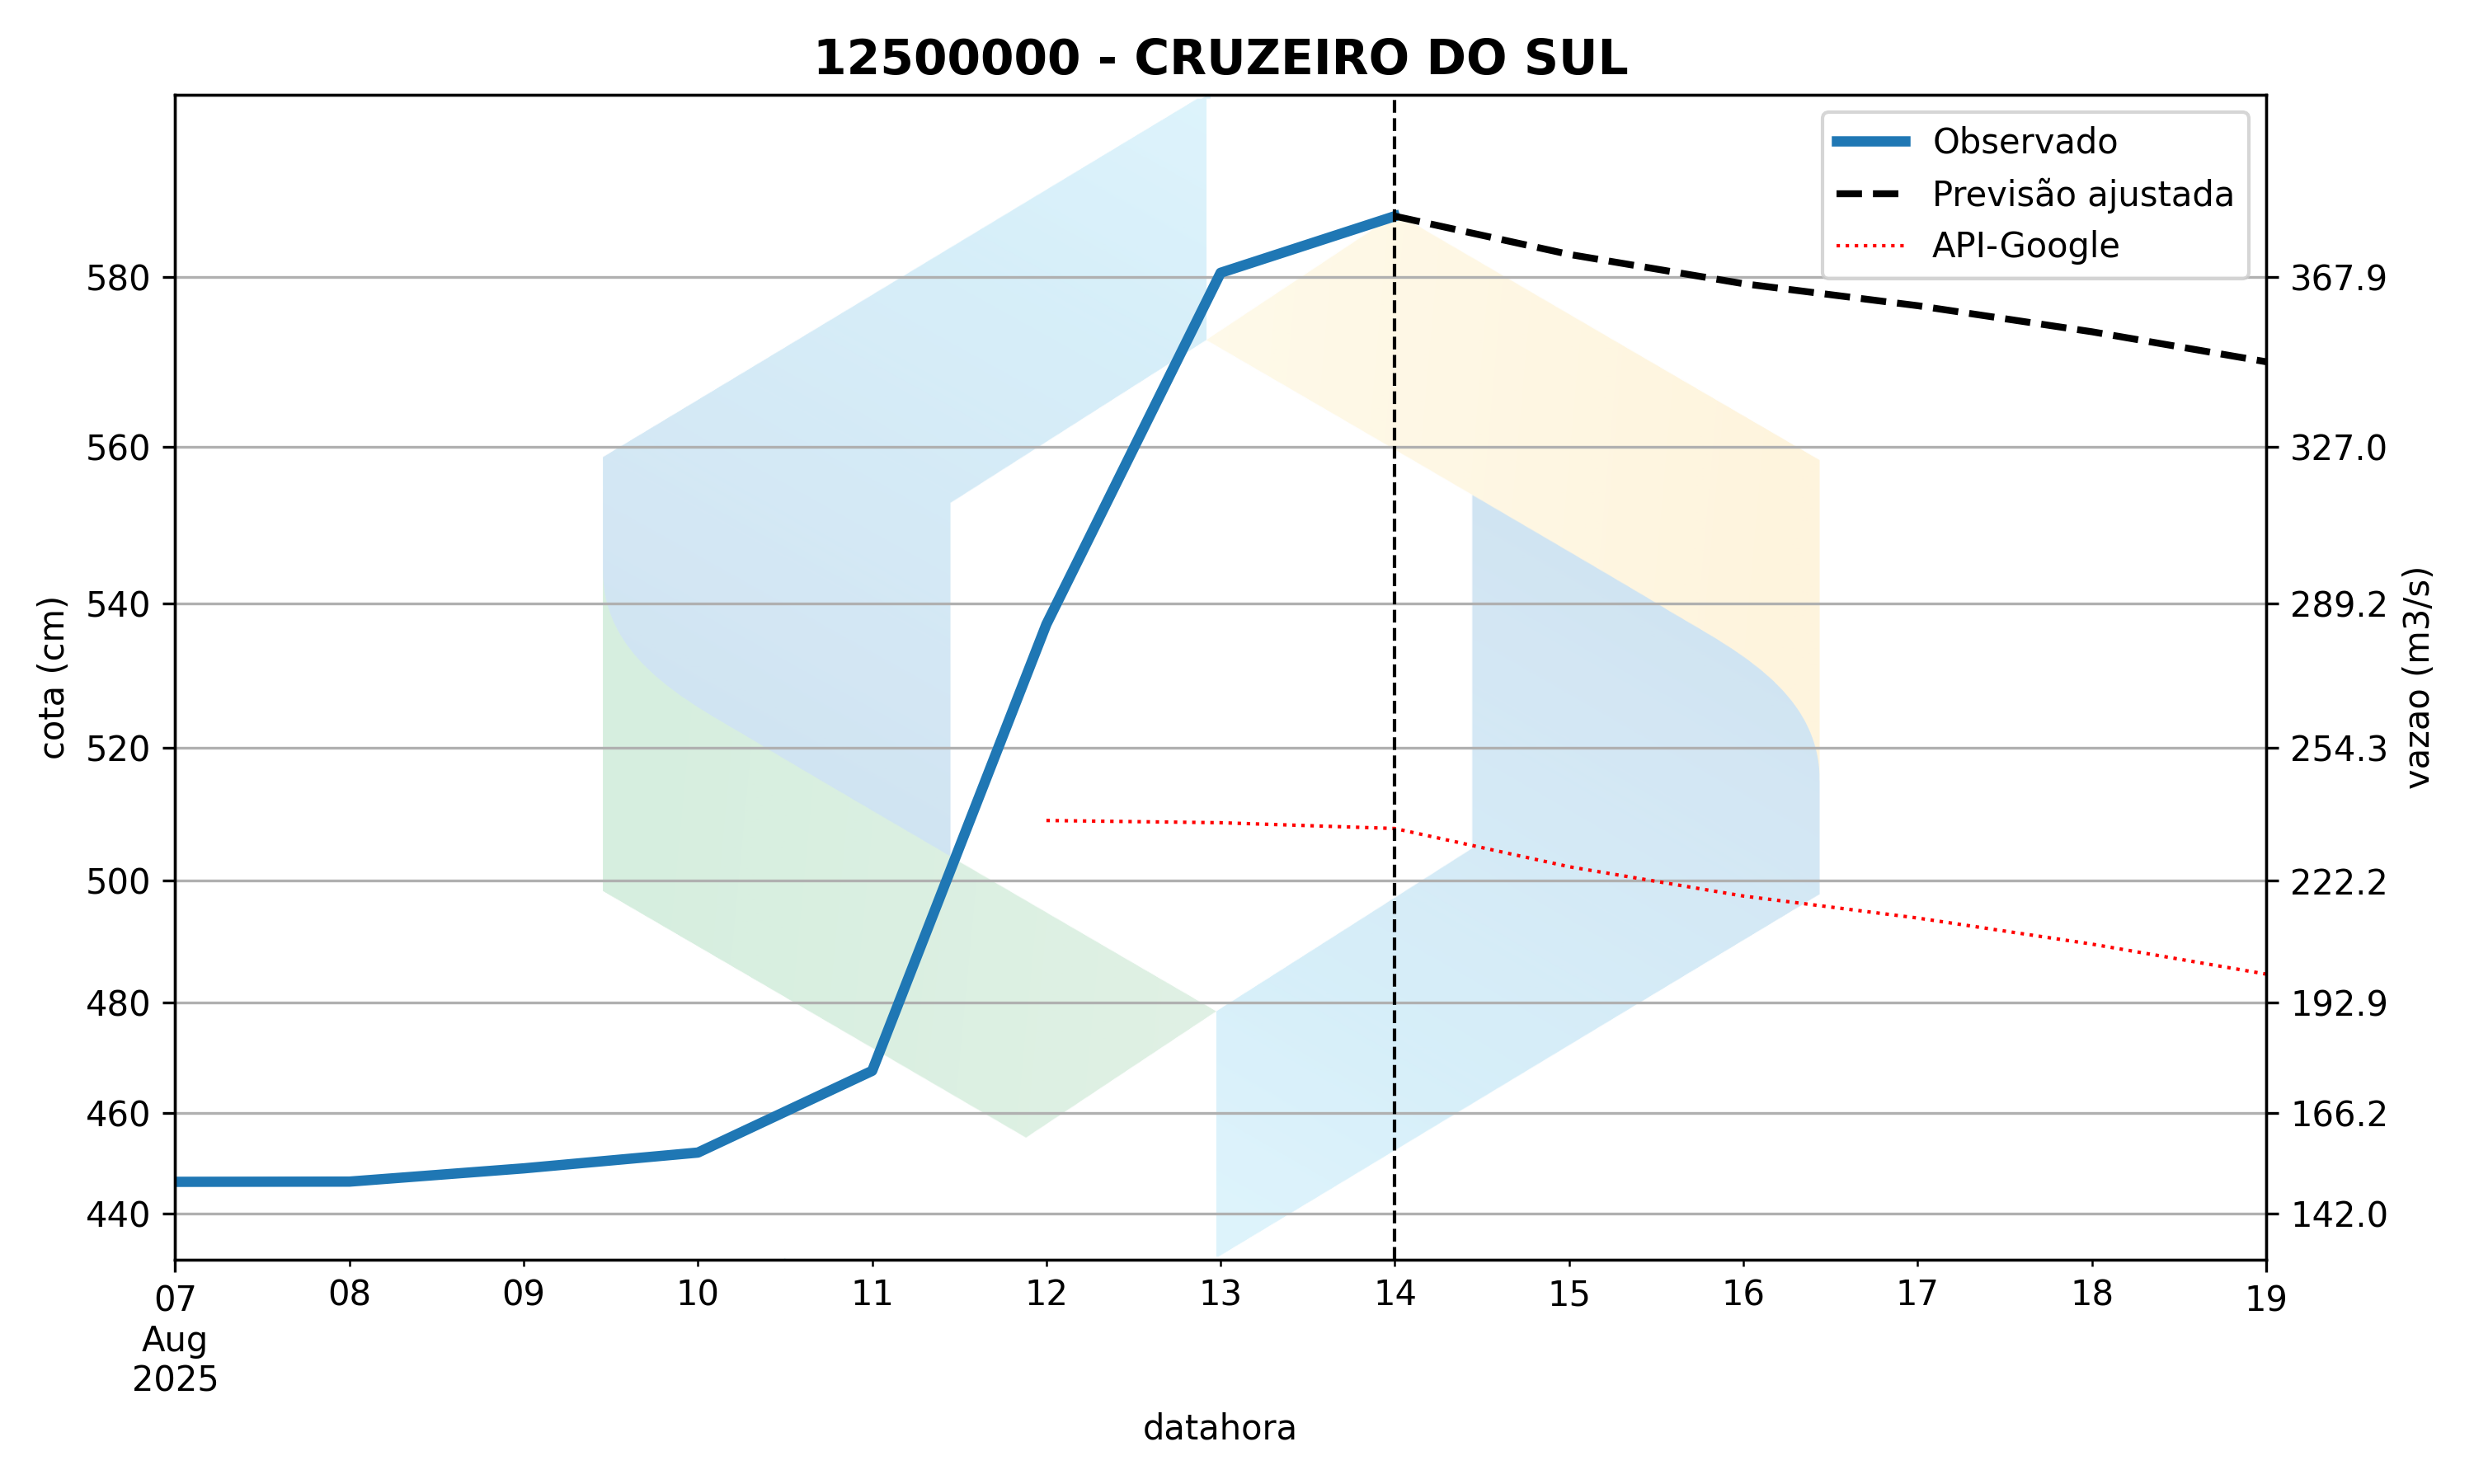 12500000 - CRUZEIRO DO SUL
Observado
Previsão ajustada
API-Google
580
560
540
520
500
480
460
440
cota (cm)
367.9
327.0
289.2
254.3
222.2
192.9
166.2
142.0
vazao (m3/s)
07 08 09 10 11 12 13 14 15 16 17 18 19
Aug
2025
datahora